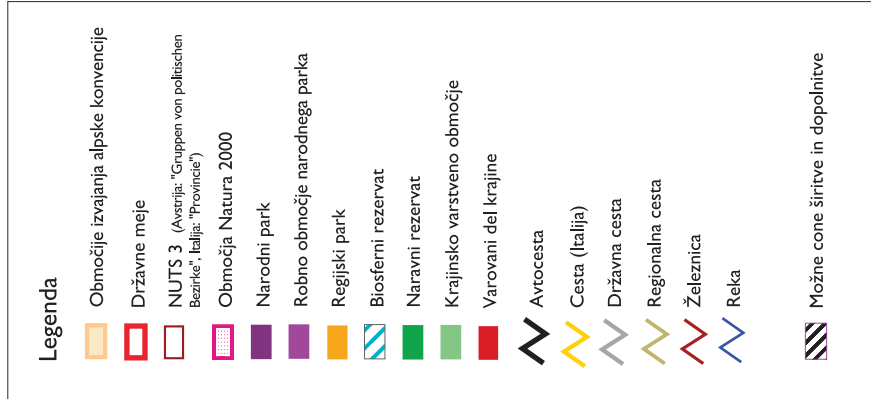 Legenda
Območije izvajanja alpske konvencije
Državne meje
NUTS 3 (Avstrija: "Gruppen von politischen
Bezirke", Italija: "Provincie")
Območja Natura 2000
Narodni park
Robno območje narodnega parka
Regijski park
Biosferni rezervat
Naravni rezervat
Krajinsko varstveno območje
Varovani del krajine
Avtocesta
Cesta (Italija)
Državna cesta
Regionalna cesta
Železnica
Reka
Možne cone širitve in dopolnitve